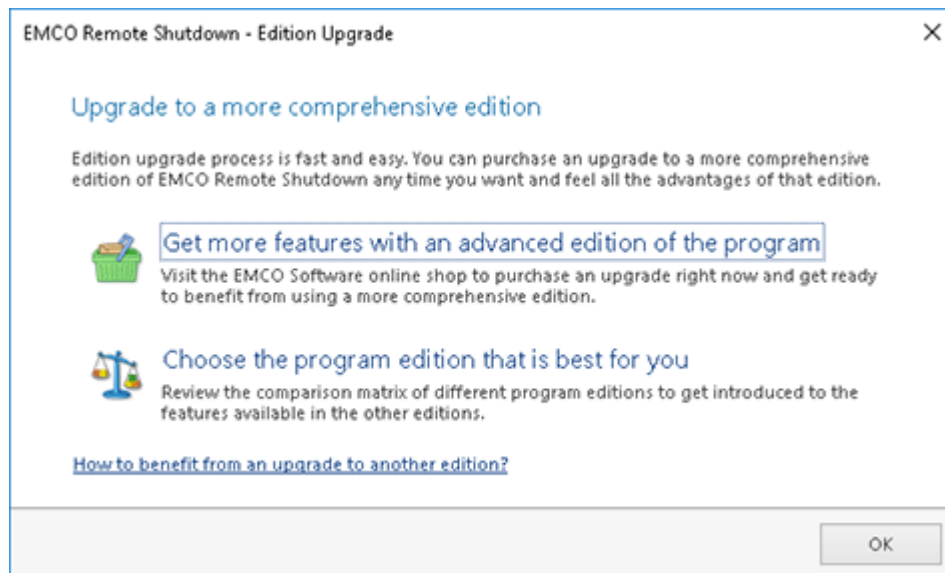 EMCO Remote Shutdown - Edition Upgrade
Upgrade to a more comprehensive edition
Edition upgrade process is fast and easy. You can purchase an upgrade to a more comprehensive
edition of EMCO Remote Shutdown any time you want and feel all the advantages of that edition.
Get more features with an advanced edition of the program
Visit the EMCO Software online shop to purchase an upgrade right now and get ready
to benefit from using a more comprehensive edition.
Choose the program edition that is best for you
Review the comparison matrix of different program editions to get introduced to the
features available in the other editions.
How to benefit from an upgrade to another edition?
OK